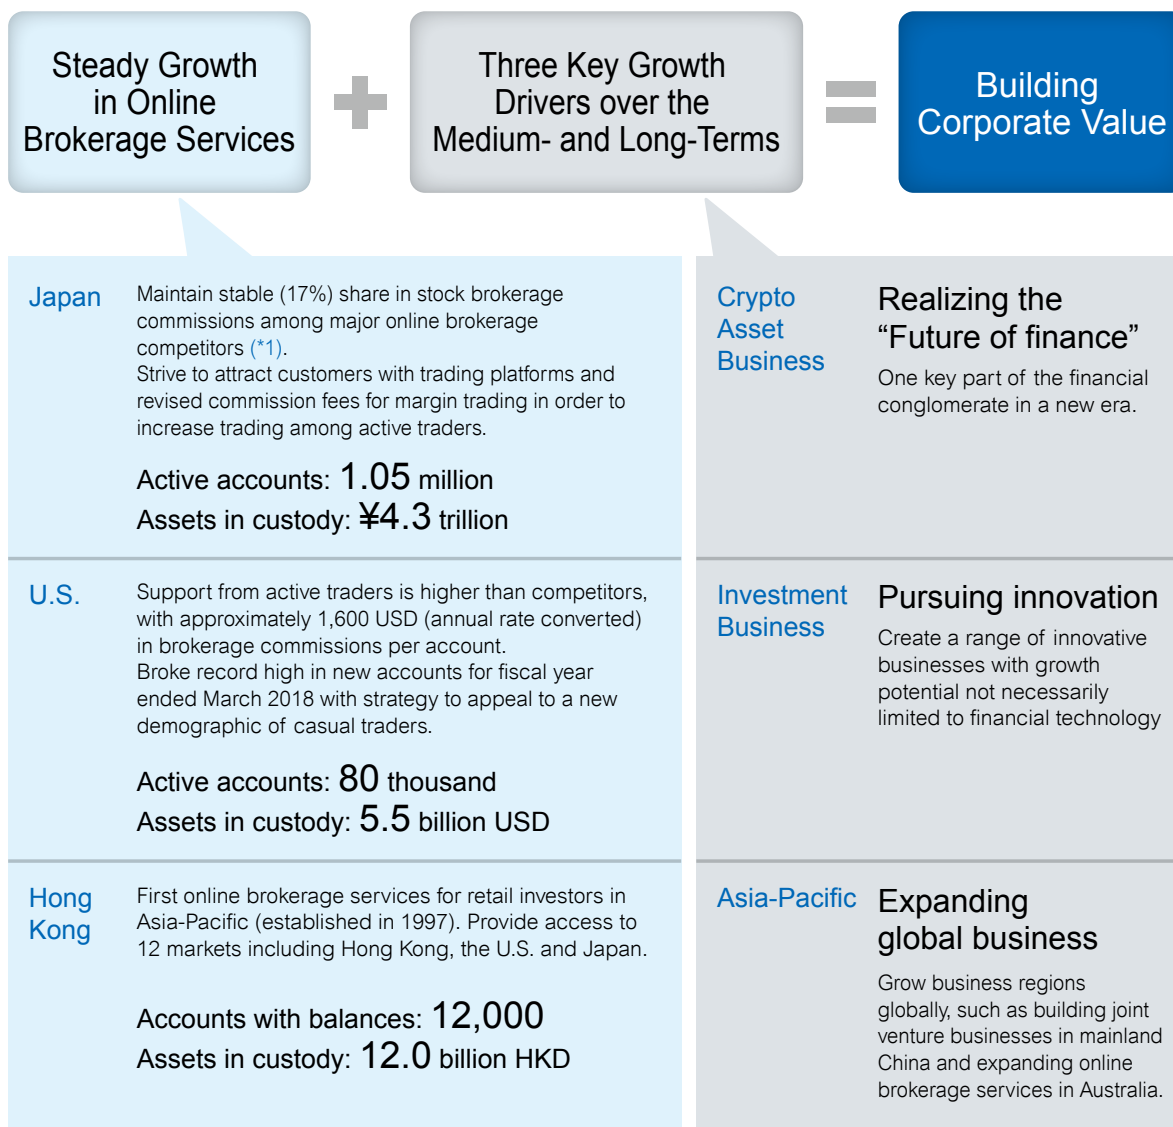 Steady Growth
in Online
Brokerage Services
+
Three Key Growth
Drivers over the
Medium- and Long-Terms
=
Building
Corporate Value
Japan
Maintain stable (17%) share in stock brokerage
commissions among major online brokerage
competitors (*1).
Strive to attract customers with trading platforms and
revised commission fees for margin trading in order to
increase trading among active traders.
Active accounts: 1.05 million
Assets in custody: ¥4.3 trillion
U.S.
Support from active traders is higher than competitors,
with approximately 1,600 USD (annual rate converted)
in brokerage commissions per account.
Broke record high in new accounts for fiscal year
ended March 2018 with strategy to appeal to a new
demographic of casual traders.
Active accounts: 80 thousand
Assets in custody: 5.5 billion USD
Hong
Kong
First online brokerage services for retail investors in
Asia-Pacific (established in 1997). Provide access to
12 markets including Hong Kong, the U.S. and Japan.
Accounts with balances: 12,000
Assets in custody: 12.0 billion HKD
Crypto
Asset
Business
Realizing the
“Future of finance”
One key part of the financial
conglomerate in a new era.
Investment
Business
Pursuing innovation
Create a range of innovative
businesses with growth
potential not necessarily
limited to financial technology
Asia-Pacific
Expanding
global business
Grow business regions
globally, such as building joint
venture businesses in mainland
China and expanding online
brokerage services in Australia.